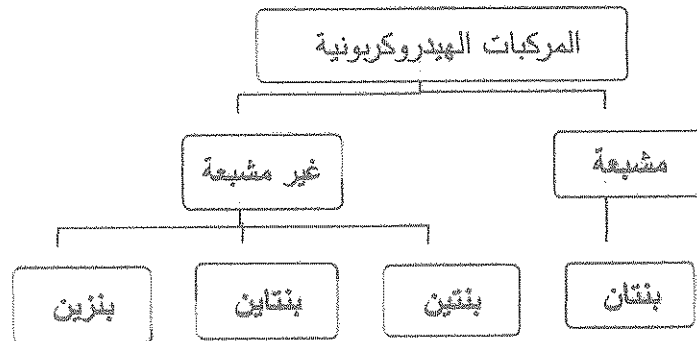 المركبات الهيدروكربونية
مشبعة
غير مشبعة
بنتان
بنتين
بنتاين
بنزين